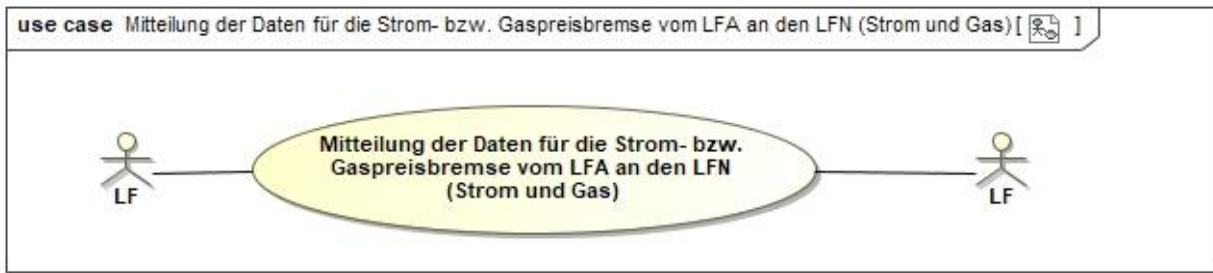 use case Mitteilung der Daten für die Strom- bzw. Gaspreisbremse vom LFA an den LFN (Strom und Gas) [ ]
Mitteilung der Daten für die Strom- bzw.
Gaspreisbremse vom LFA an den LFN
(Strom und Gas)
LF
LF